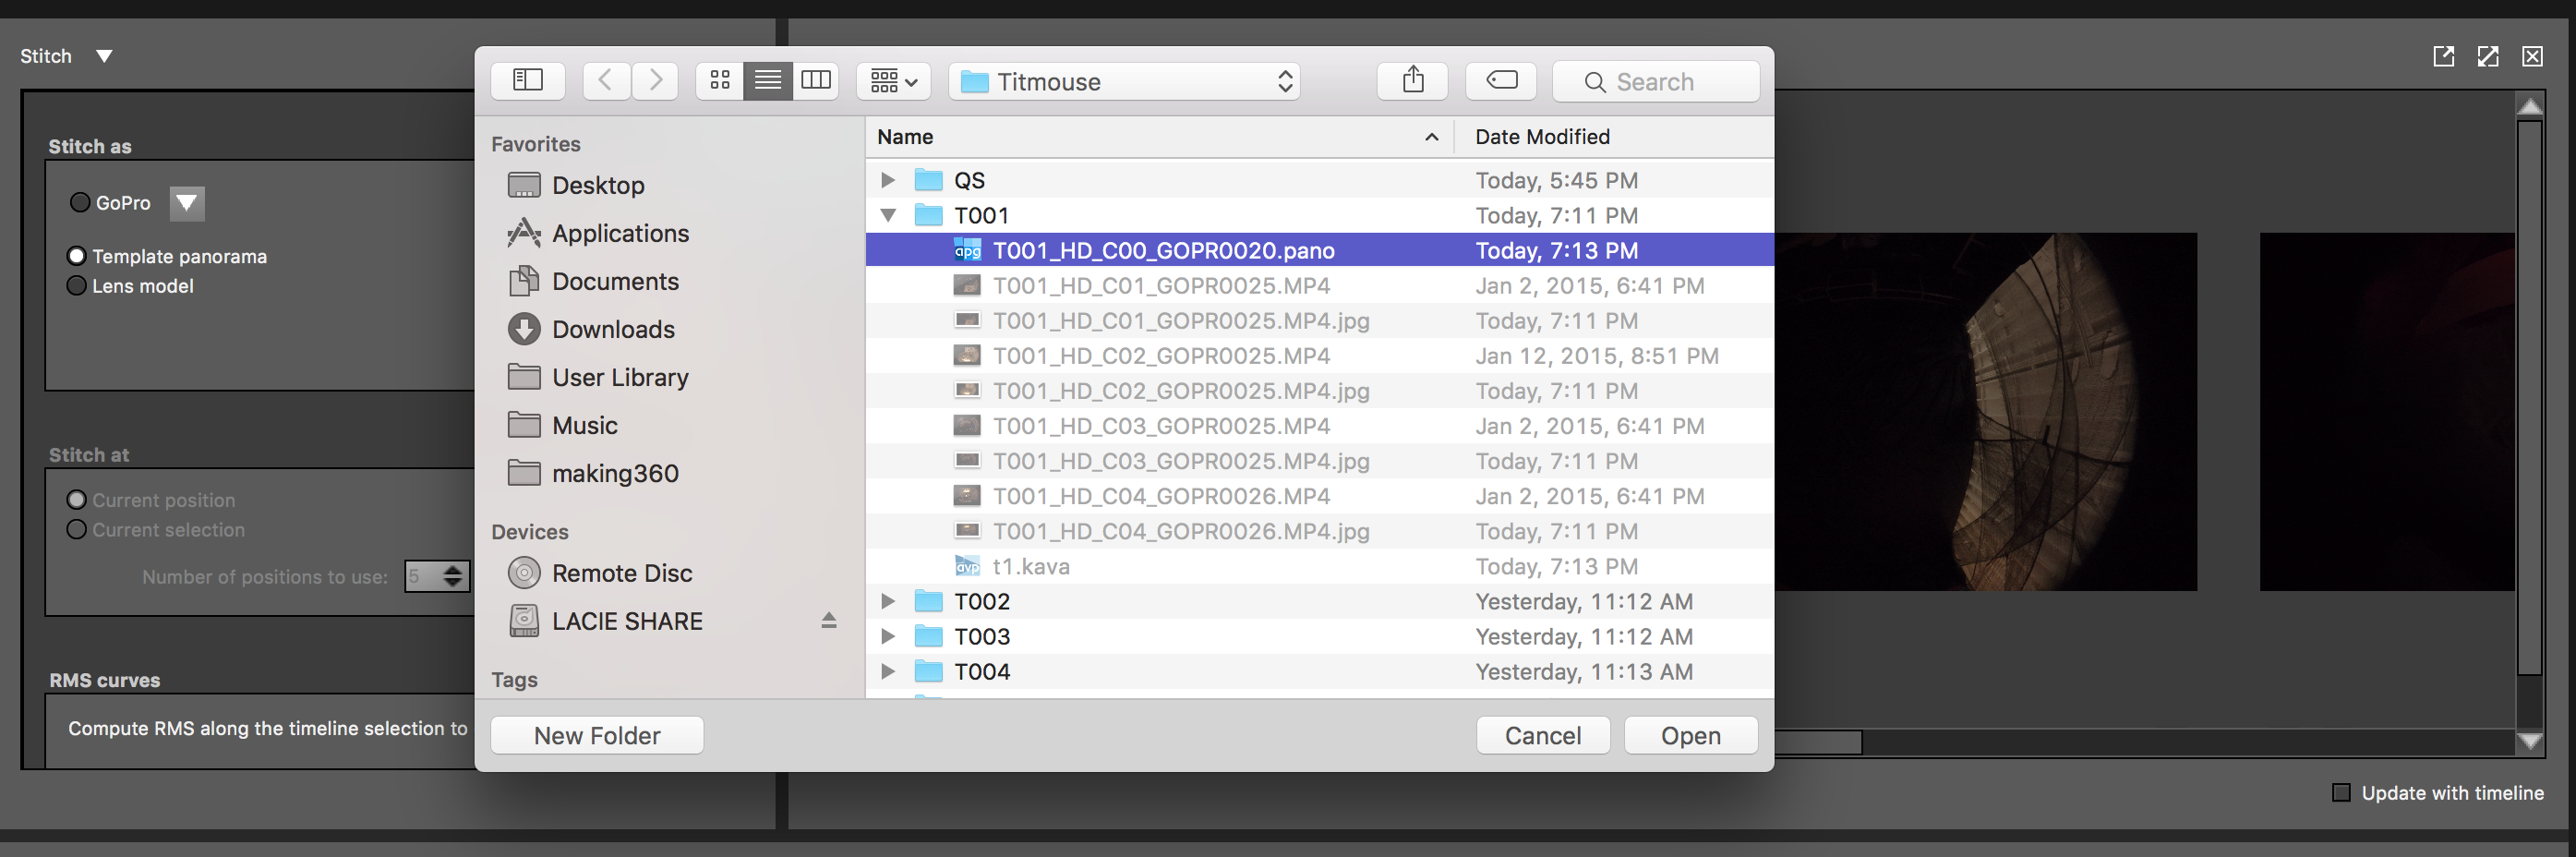 Stitch
Stitch as
GoPro
Template panorama
Lens model
Stitch at
Current position
Current selection
Number of positions to use: 5
RMS curves
Compute RMS along the timeline selection to
Titmouse
Search
Favorites
Desktop
Applications
Documents
Downloads
User Library
Music
making360
Devices
Remote Disc
LACIE SHARE
Tags
Name Date Modified
QS Today, 5:45 PM
T001 Today, 7:11 PM
apg T001_HD_C00_GOPR0020.pano Today, 7:13 PM
T001_HD_C01_GOPR0025.MP4 Jan 2, 2015, 6:41 PM
T001_HD_C01_GOPR0025.MP4.jpg Today, 7:11 PM
T001_HD_C02_GOPR0025.MP4 Jan 12, 2015, 8:51 PM
T001_HD_C02_GOPR0025.MP4.jpg Today, 7:11 PM
T001_HD_C03_GOPR0025.MP4 Jan 2, 2015, 6:41 PM
T001_HD_C03_GOPR0025.MP4.jpg Today, 7:11 PM
T001_HD_C04_GOPR0026.MP4 Jan 2, 2015, 6:41 PM
T001_HD_C04_GOPR0026.MP4.jpg Today, 7:11 PM
avp t1.kava Today, 7:13 PM
T002 Yesterday, 11:12 AM
T003 Yesterday, 11:12 AM
T004 Yesterday, 11:13 AM
New Folder
Cancel
Open
Update with timeline